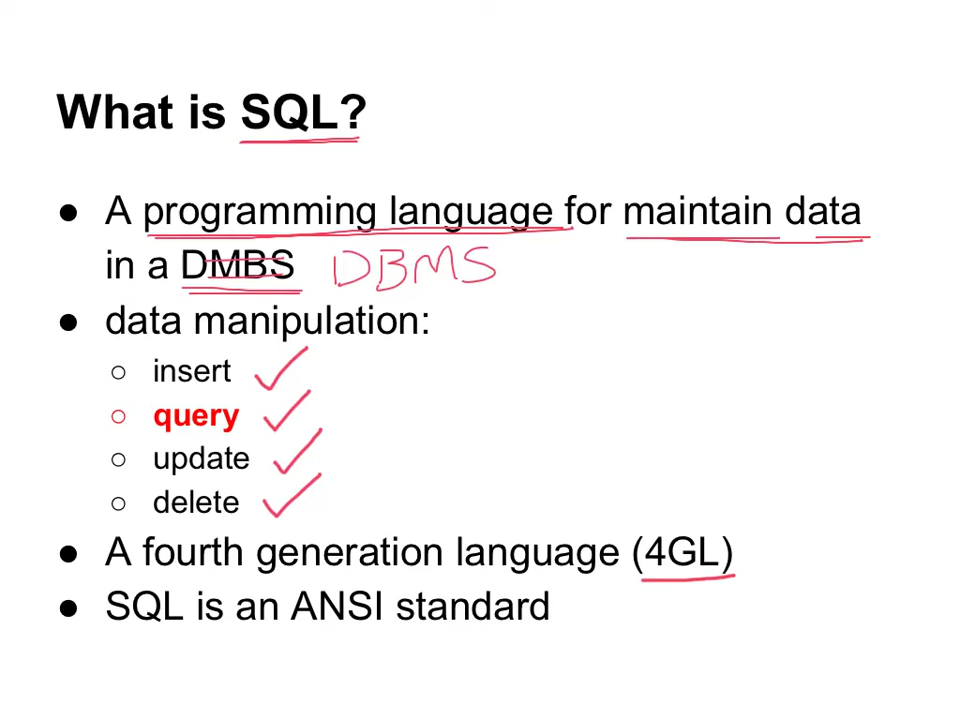 What is SQL?
● A programming language for maintain data
in a DMBS DBMS
● data manipulation:
○ insert
○ query
○ update
○ delete
● A fourth generation language (4GL)
● SQL is an ANSI standard